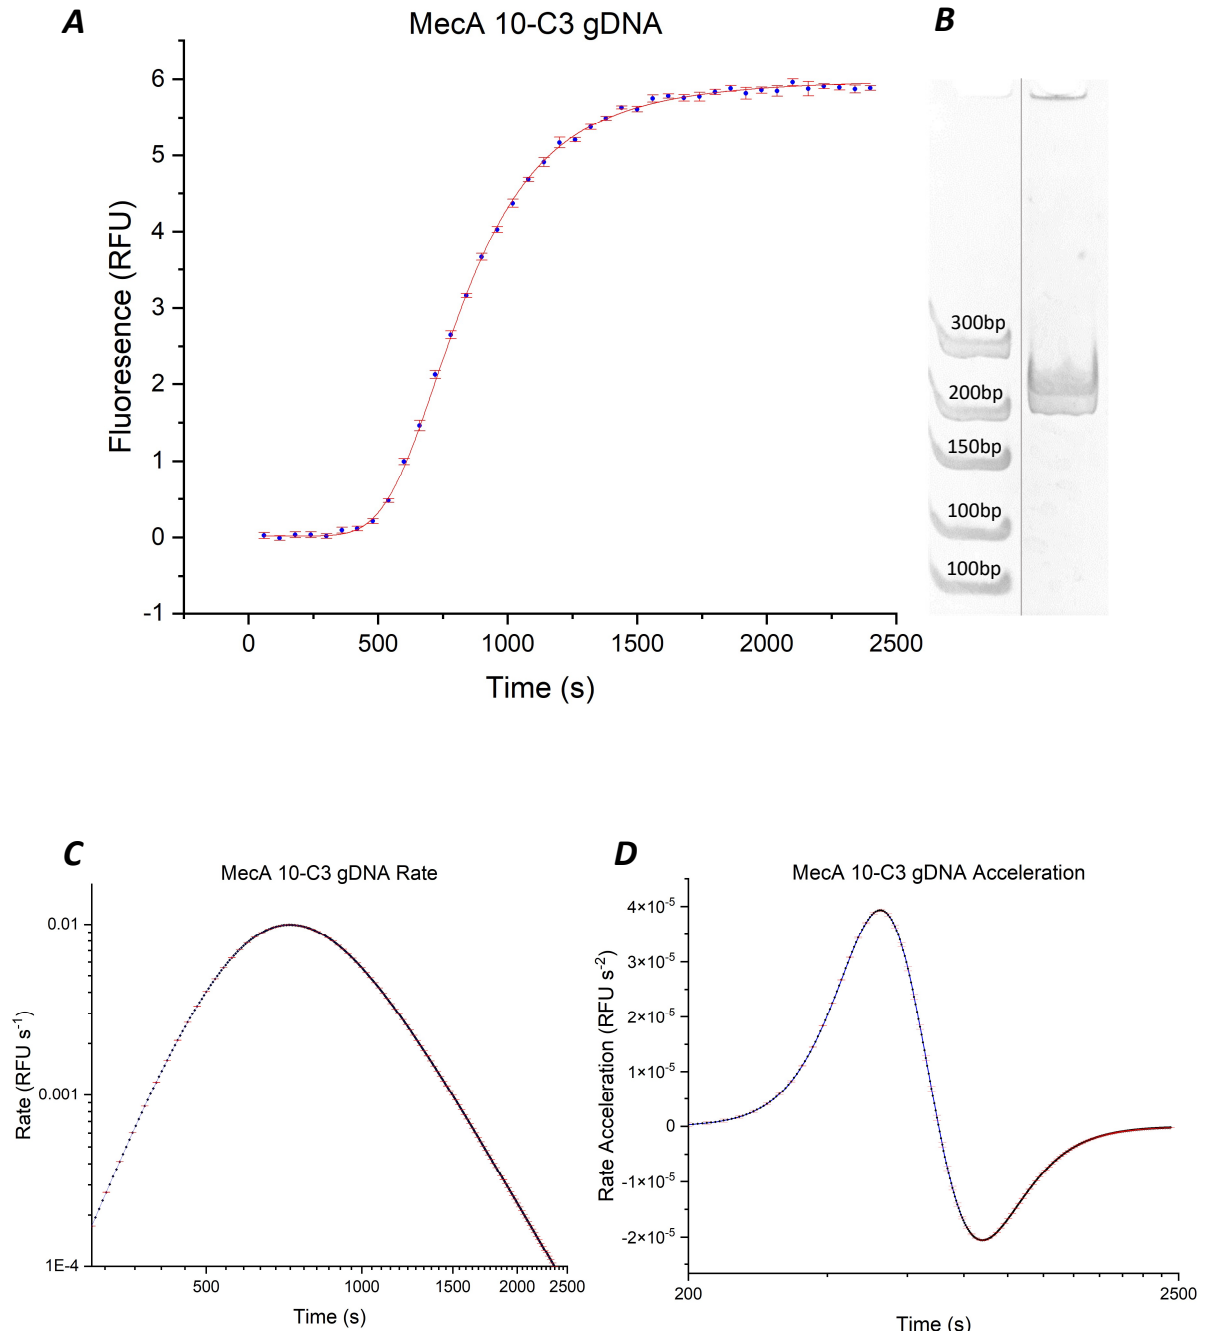 A
MecA 10-C3 gDNA
B
6
5
4
3
2
1
0
-1
Fluoresence (RFU)
0 500 1000 1500 2000 2500
Time (s)
300bp
200bp
150bp
100bp
100bp
C
MecA 10-C3 gDNA Rate
0.01
0.001
1E-4
Rate (RFU s⁻¹)
500 1000 1500 2000 2500
Time (s)
D
MecA 10-C3 gDNA Acceleration
4×10⁻⁵
3×10⁻⁵
2×10⁻⁵
1×10⁻⁵
0
-1×10⁻⁵
-2×10⁻⁵
Rate Acceleration (RFU s⁻²)
200 2500
Time (s)